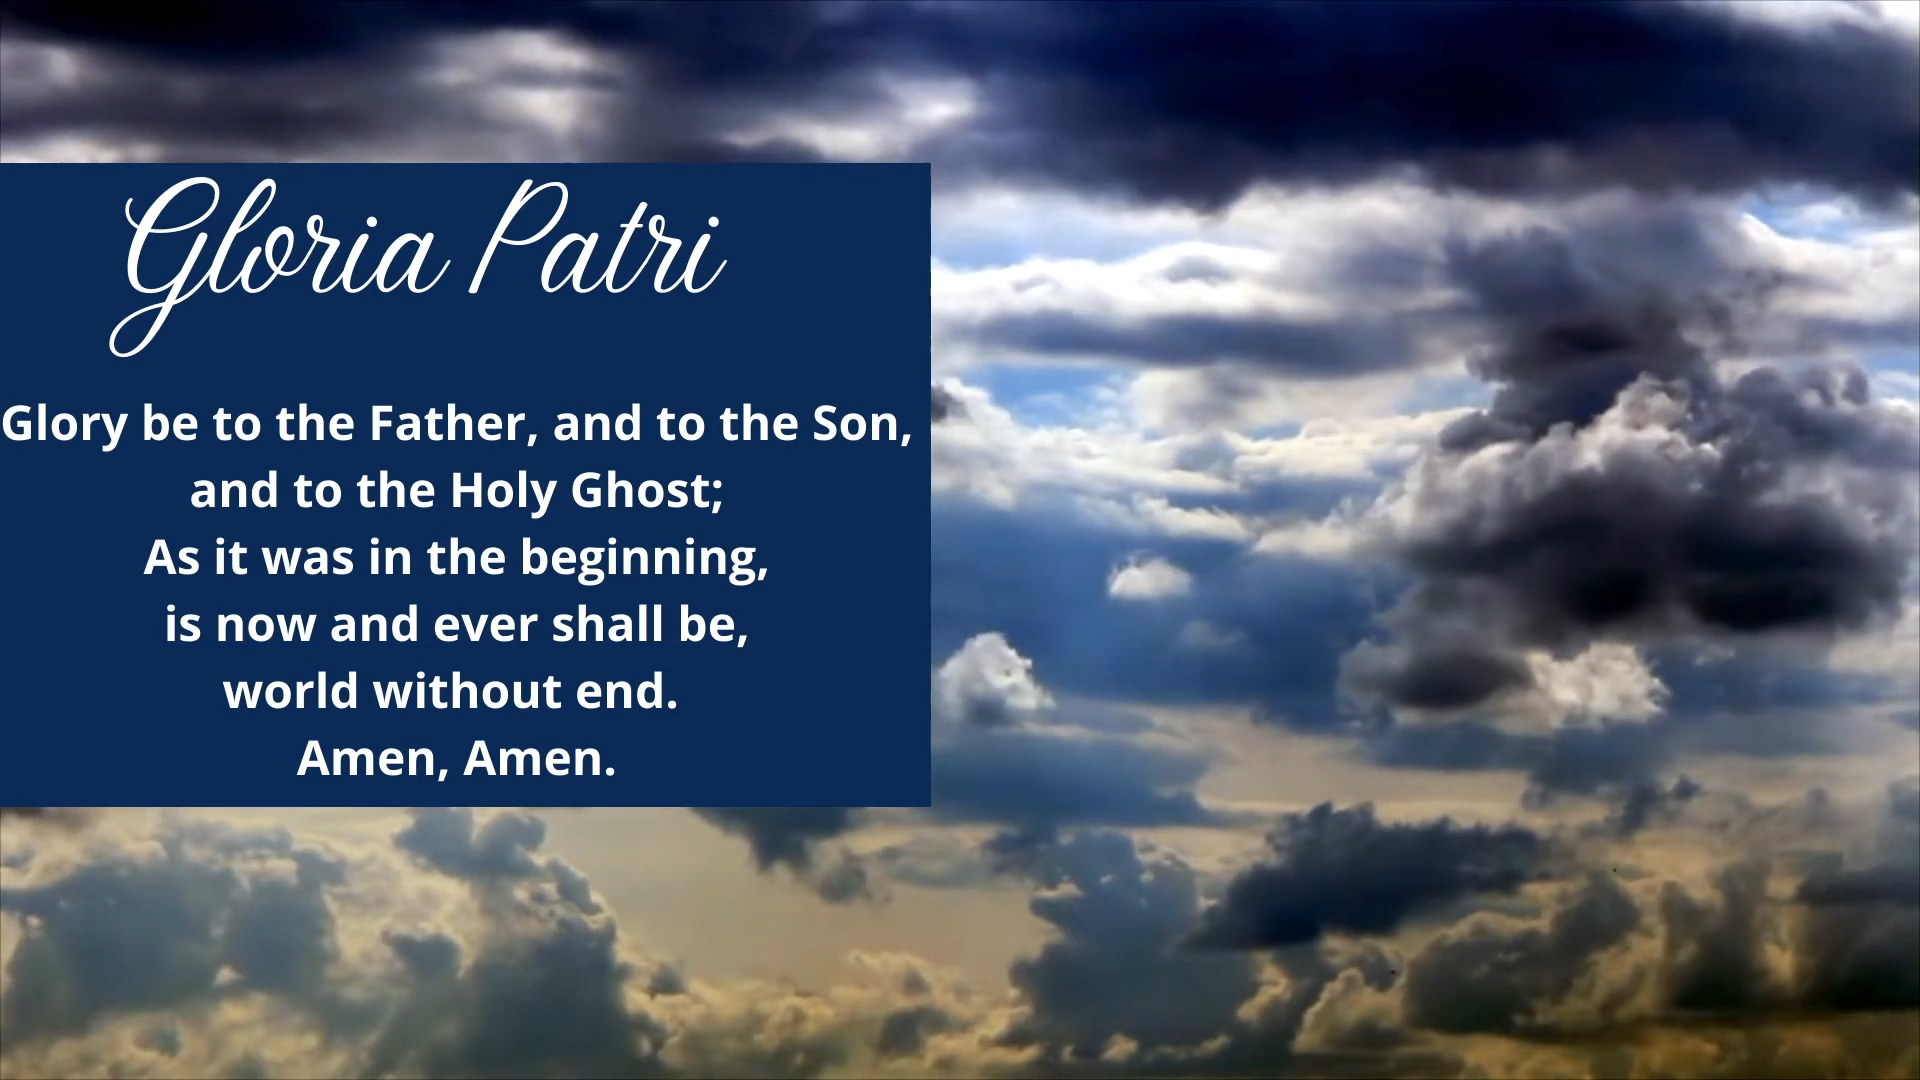 Gloria Patri
Glory be to the Father, and to the Son,
and to the Holy Ghost;
As it was in the beginning,
is now and ever shall be,
world without end.
Amen, Amen.